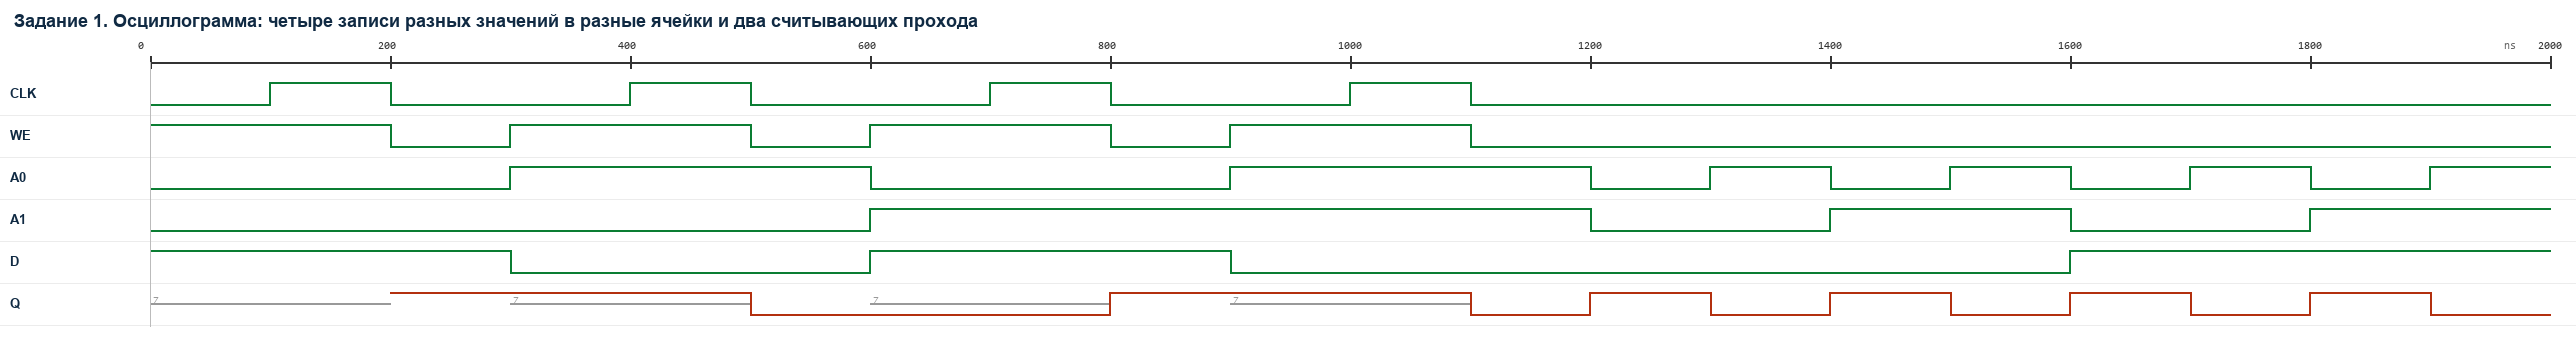 Задание 1. Осциллограмма: четыре записи разных значений в разные ячейки и два считывающих прохода
0 200 400 600 800 1000 1200 1400 1600 1800 ns 2000
CLK
WE
A0
A1
D
Q Z Z Z Z